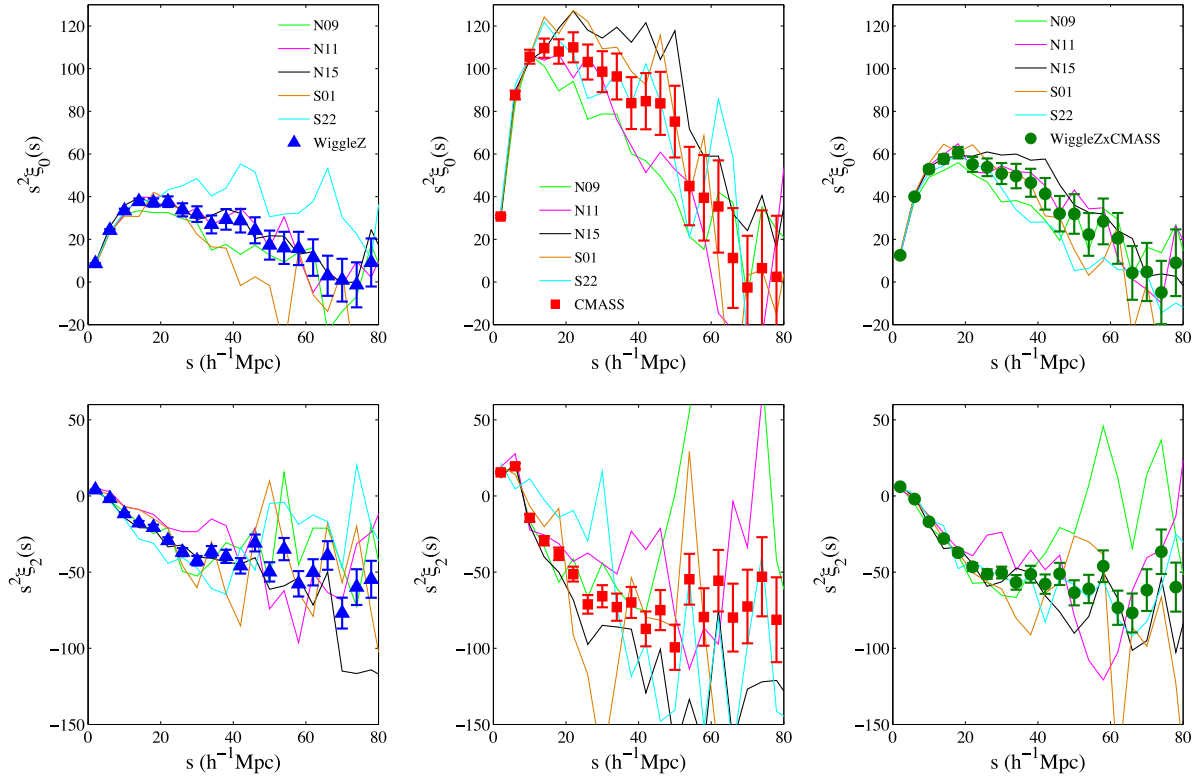 120
100
80
60
40
20
0
−20
s²ξ₀(s)
N09
N11
N15
S01
S22
WiggleZ
0 20 40 60 80
s (h⁻¹Mpc)
120
100
80
60
40
20
0
−20
s²ξ₀(s)
N09
N11
N15
S01
S22
CMASS
0 20 40 60 80
s (h⁻¹Mpc)
120
100
80
60
40
20
0
−20
s²ξ₀(s)
N09
N11
N15
S01
S22
WiggleZxCMASS
0 20 40 60 80
s (h⁻¹Mpc)
50
0
−50
−100
−150
s²ξ₂(s)
0 20 40 60 80
s (h⁻¹Mpc)
50
0
−50
−100
−150
s²ξ₂(s)
0 20 40 60 80
s (h⁻¹Mpc)
50
0
−50
−100
−150
s²ξ₂(s)
0 20 40 60 80
s (h⁻¹Mpc)